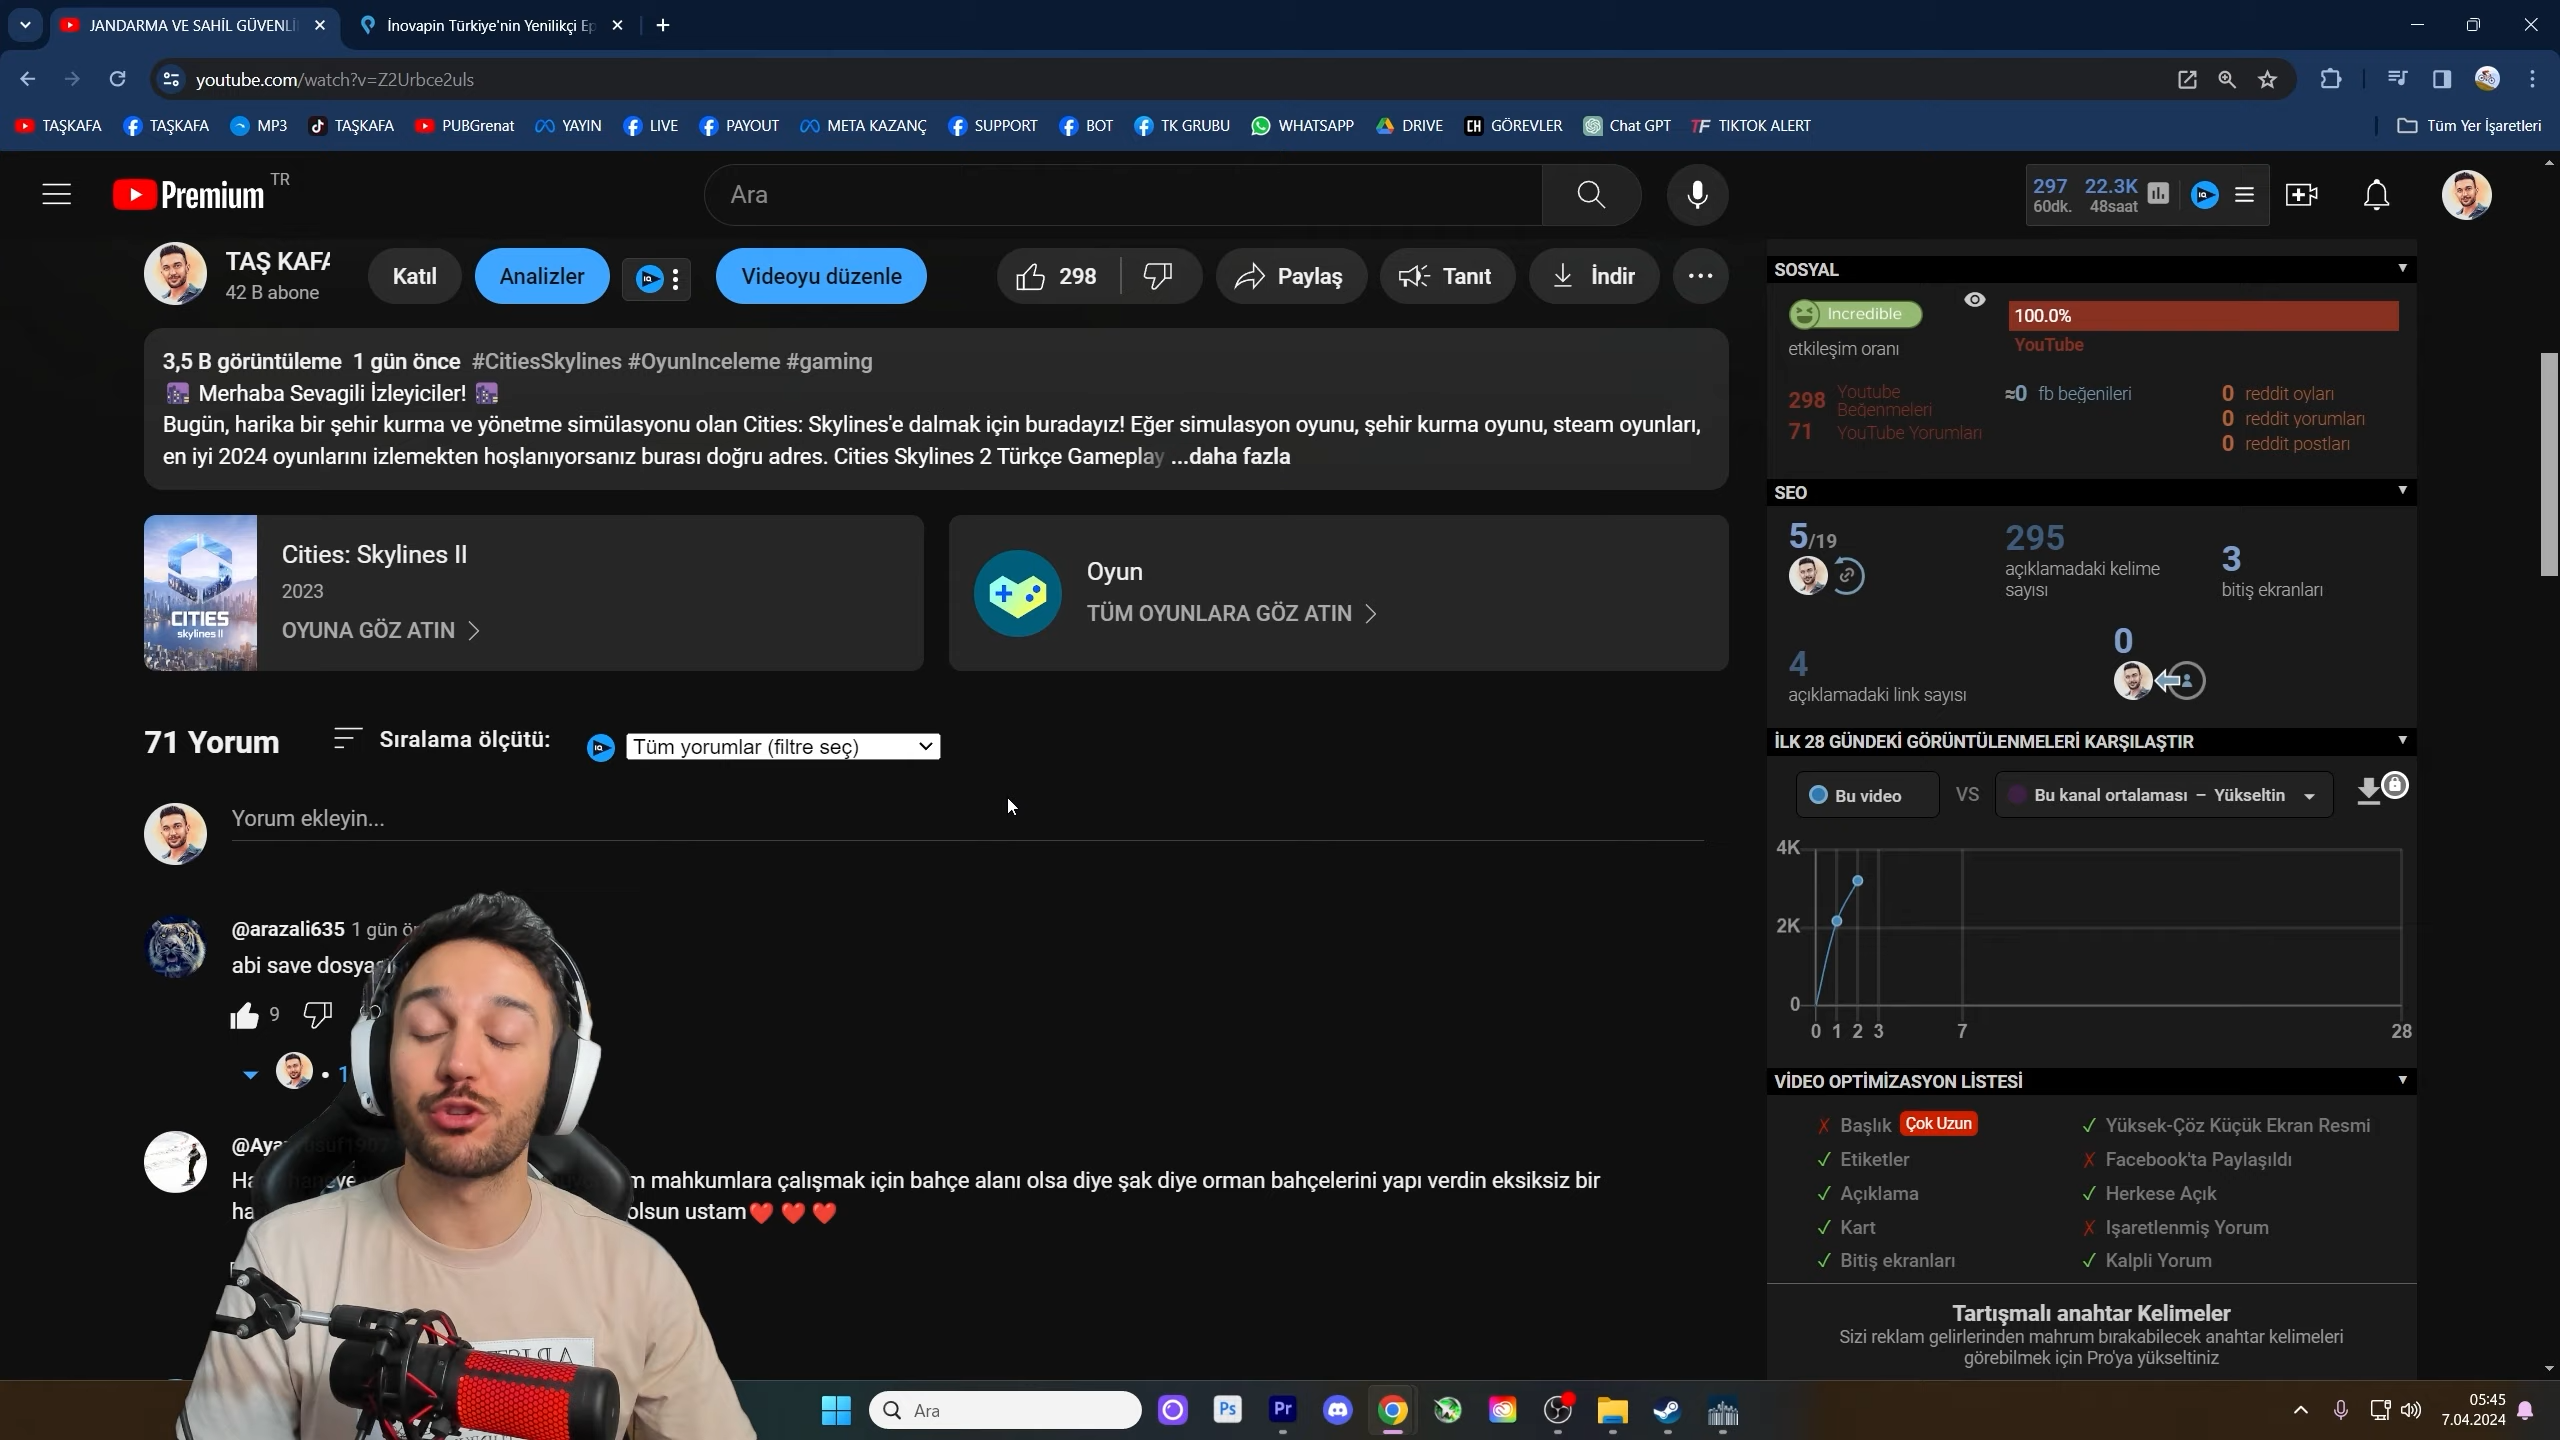 JANDARMA VE SAHİL GÜVENLİ
İnovapin Türkiye'nin Yenilikçi Ep
youtube.com/watch?v=Z2Urbce2uls
TAŞKAFA TAŞKAFA MP3 TAŞKAFA PUBGrenat YAYIN LIVE PAYOUT META KAZANÇ SUPPORT BOT TK GRUBU WHATSAPP DRIVE GÖREVLER Chat GPT TIKTOK ALERT Tüm Yer İşaretleri
Premium TR
Ara
297 22.3K
60dk. 48saat
TAŞ KAFA
42 B abone
Katıl
Analizler
Videoyu düzenle
298
Paylaş
Tanıt
İndir
3,5 B görüntüleme 1 gün önce #CitiesSkylines #OyunInceleme #gaming
Merhaba Sevagili İzleyiciler!
Bugün, harika bir şehir kurma ve yönetme simülasyonu olan Cities: Skylines'e dalmak için buradayız! Eğer simulasyon oyunu, şehir kurma oyunu, steam oyunları,
en iyi 2024 oyunlarını izlemekten hoşlanıyorsanız burası doğru adres. Cities Skylines 2 Türkçe Gameplay ...daha fazla
CITIES
skylines II
Cities: Skylines II
2023
OYUNA GÖZ ATIN
Oyun
TÜM OYUNLARA GÖZ ATIN
71 Yorum
Sıralama ölçütü:
Tüm yorumlar (filtre seç)
Yorum ekleyin...
@arazali635 1 gün ö
abi save dosya
9
1
@Aya
m mahkumlara çalışmak için bahçe alanı olsa diye şak diye orman bahçelerini yapı verdin eksiksiz bir
olsun ustam❤️ ❤️ ❤️
SOSYAL
Incredible
etkileşim oranı
100.0%
YouTube
298 Youtube Beğenmeleri
71 YouTube Yorumları
≈0 fb beğenileri
0 reddit oyları
0 reddit yorumları
0 reddit postları
SEO
5/19
295
açıklamadaki kelime
sayısı
3
bitiş ekranları
4
açıklamadaki link sayısı
0
İLK 28 GÜNDEKİ GÖRÜNTÜLENMELERİ KARŞILAŞTIR
Bu video VS Bu kanal ortalaması – Yükseltin
4K
2K
0
0 1 2 3 7 28
VİDEO OPTİMİZASYON LİSTESİ
✗ Başlık Çok Uzun
✓ Yüksek-Çöz Küçük Ekran Resmi
✓ Etiketler
✗ Facebook'ta Paylaşıldı
✓ Açıklama
✓ Herkese Açık
✓ Kart
✗ Işaretlenmiş Yorum
✓ Bitiş ekranları
✓ Kalpli Yorum
Tartışmalı anahtar Kelimeler
Sizi reklam gelirlerinden mahrum bırakabilecek anahtar kelimeleri
görebilmek için Pro'ya yükseltiniz
Ara
Ps
Pr
05:45
7.04.2024